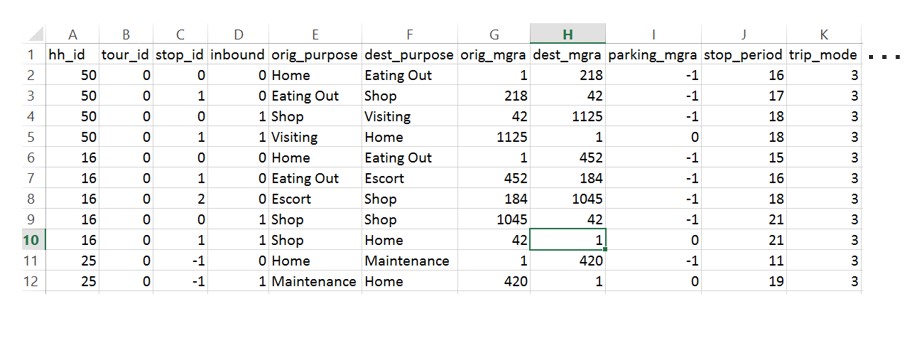 A B C D E F G H I J K
1 hh_id tour_id stop_id inbound orig_purpose dest_purpose orig_mgra dest_mgra parking_mgra stop_period trip_mode ...
2 50 0 0 0 Home Eating Out 1 218 -1 16 3
3 50 0 1 0 Eating Out Shop 218 42 -1 17 3
4 50 0 0 1 Shop Visiting 42 1125 -1 18 3
5 50 0 1 1 Visiting Home 1125 1 0 18 3
6 16 0 0 0 Home Eating Out 1 452 -1 15 3
7 16 0 1 0 Eating Out Escort 452 184 -1 16 3
8 16 0 2 0 Escort Shop 184 1045 -1 18 3
9 16 0 0 1 Shop Shop 1045 42 -1 21 3
10 16 0 1 1 Shop Home 42 1 0 21 3
11 25 0 -1 0 Home Maintenance 1 420 -1 11 3
12 25 0 -1 1 Maintenance Home 420 1 0 19 3